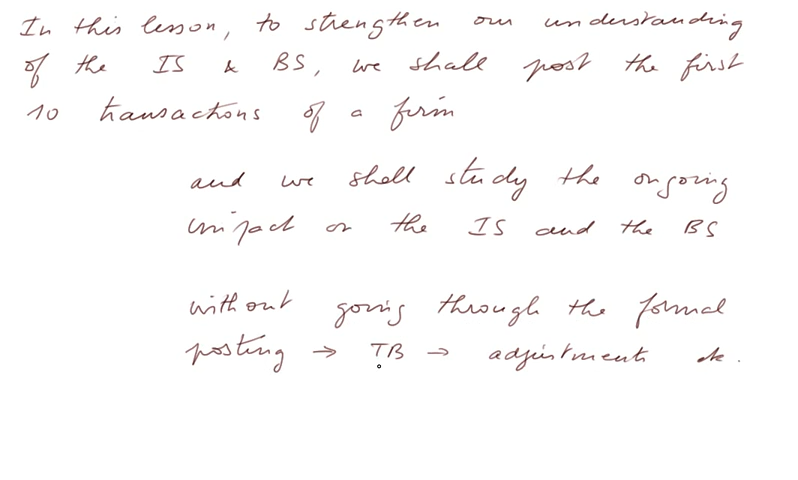 In this lesson, to strengthen our understanding
of the IS & BS, we shall post the first
10 transactions of a firm
and we shall study the ongoing
impact on the IS and the BS
without going through the formal
posting → TB → adjustments etc.